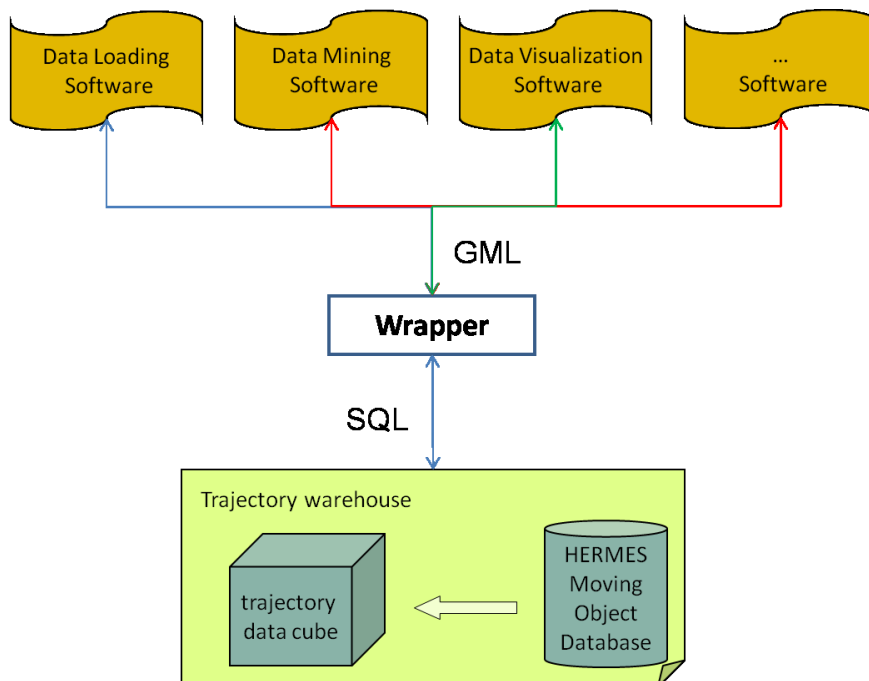 Data Loading
Software
Data Mining
Software
Data Visualization
Software
...
Software
GML
Wrapper
SQL
Trajectory warehouse
trajectory
data cube
HERMES
Moving
Object
Database